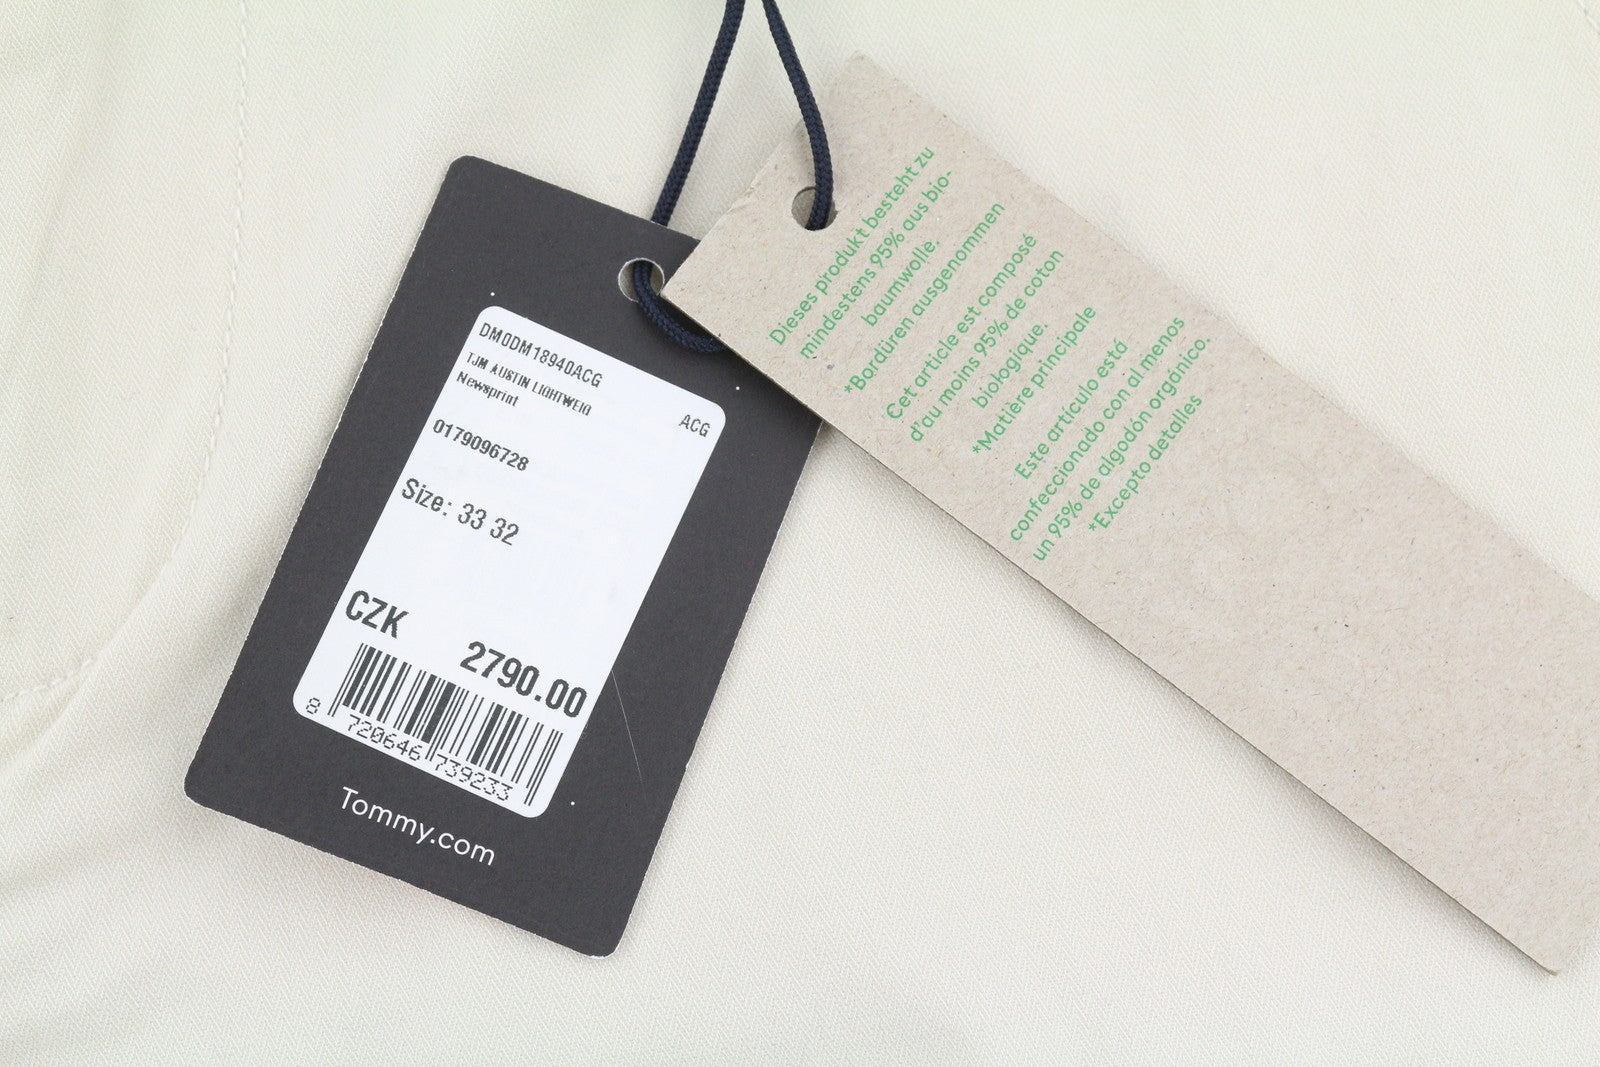 DM0DM18940ACG
TJM AUSTIN LIGHTWEIG
Newsprint
ACG
0179096728
Size: 33 32
CZK
2790.00
8 720646 739233
Tommy.com
Dieses produkt besteht zu
mindestens 95% aus bio-
baumwolle.
*Bordüren ausgenommen
Cet article est composé
d'au moins 95% de coton
biologique.
*Matière principale
Este artículo está
confeccionado con al menos
un 95% de algodón orgánico.
*Excepto detalles